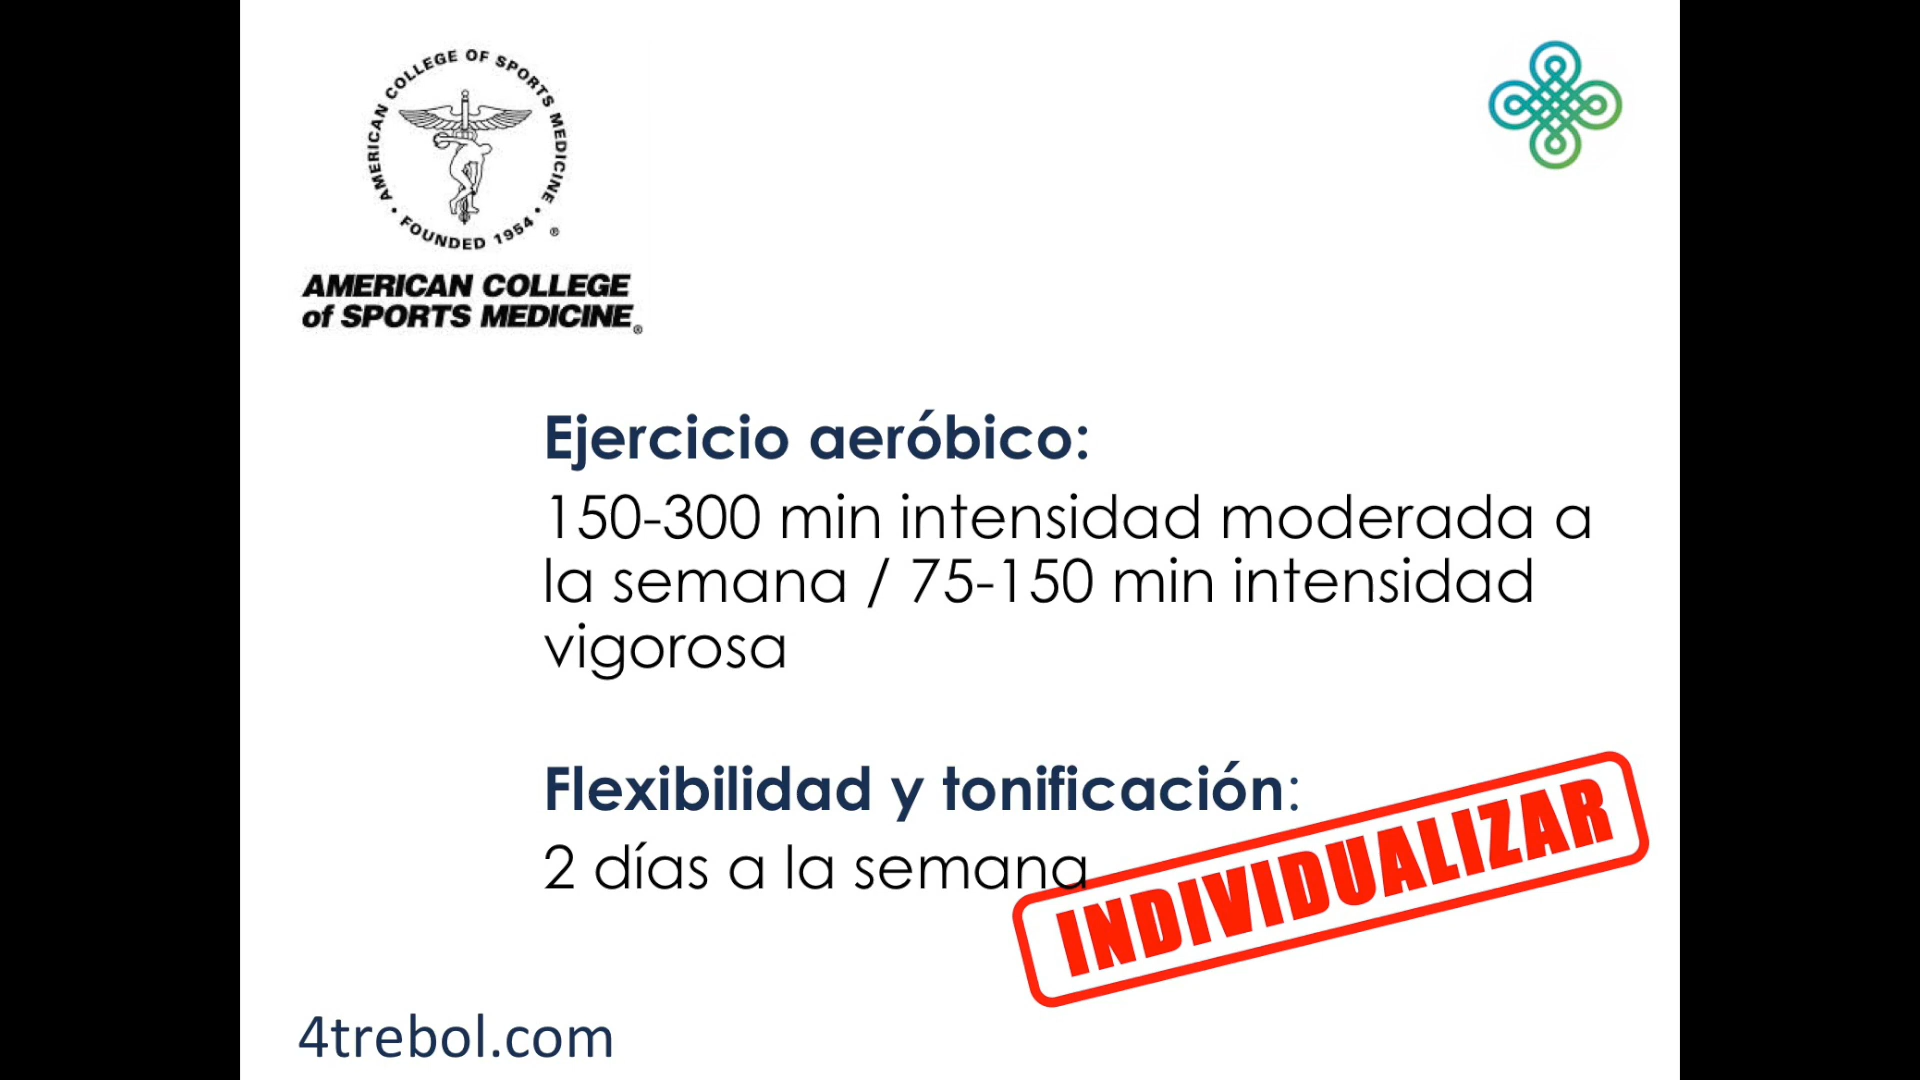 AMERICAN COLLEGE OF SPORTS MEDICINE
• FOUNDED 1954 • ®
AMERICAN COLLEGE
of SPORTS MEDICINE®
Ejercicio aeróbico:
150-300 min intensidad moderada a
la semana / 75-150 min intensidad
vigorosa
Flexibilidad y tonificación:
2 días a la semana
INDIVIDUALIZAR
4trebol.com